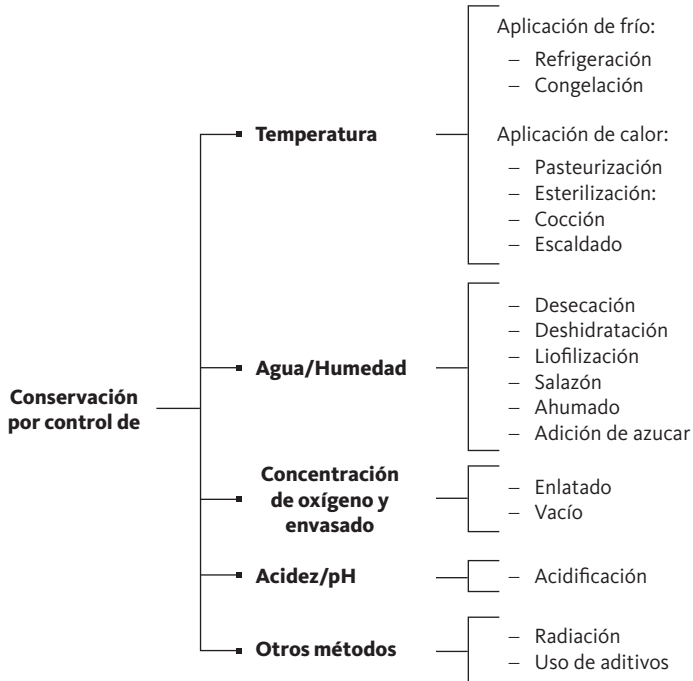 Conservación
por control de
Temperatura
Aplicación de frío:
– Refrigeración
– Congelación
Aplicación de calor:
– Pasteurización
– Esterilización:
– Cocción
– Escaldado
Agua/Humedad
– Desecación
– Deshidratación
– Liofilización
– Salazón
– Ahumado
– Adición de azucar
Concentración
de oxígeno y
envasado
– Enlatado
– Vacío
Acidez/pH
– Acidificación
Otros métodos
– Radiación
– Uso de aditivos